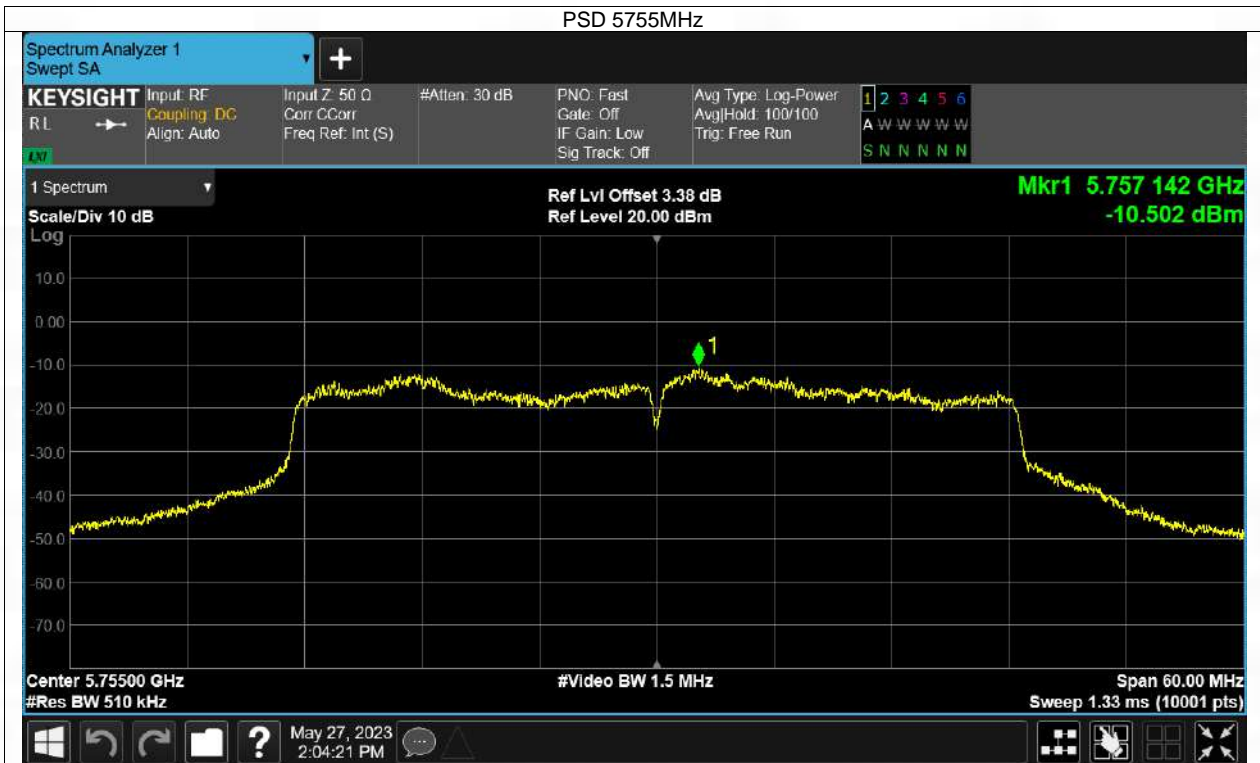 PSD 5755MHz
Spectrum Analyzer 1
Swept SA
+
KEYSIGHT
RL
LXI
Input: RF
Coupling: DC
Align: Auto
Input Z: 50 Ω
Corr CCorr
Freq Ref: Int (S)
#Atten: 30 dB
PNO: Fast
Gate: Off
IF Gain: Low
Sig Track: Off
Avg Type: Log-Power
Avg|Hold: 100/100
Trig: Free Run
1 2 3 4 5 6
A W W W W W
S N N N N N
1 Spectrum
Scale/Div 10 dB
Log
Ref Lvl Offset 3.38 dB
Ref Level 20.00 dBm
Mkr1 5.757 142 GHz
-10.502 dBm
10.0
0.00
-10.0
-20.0
-30.0
-40.0
-50.0
-60.0
-70.0
1
Center 5.75500 GHz
#Res BW 510 kHz
#Video BW 1.5 MHz
Span 60.00 MHz
Sweep 1.33 ms (10001 pts)
?
May 27, 2023
2:04:21 PM